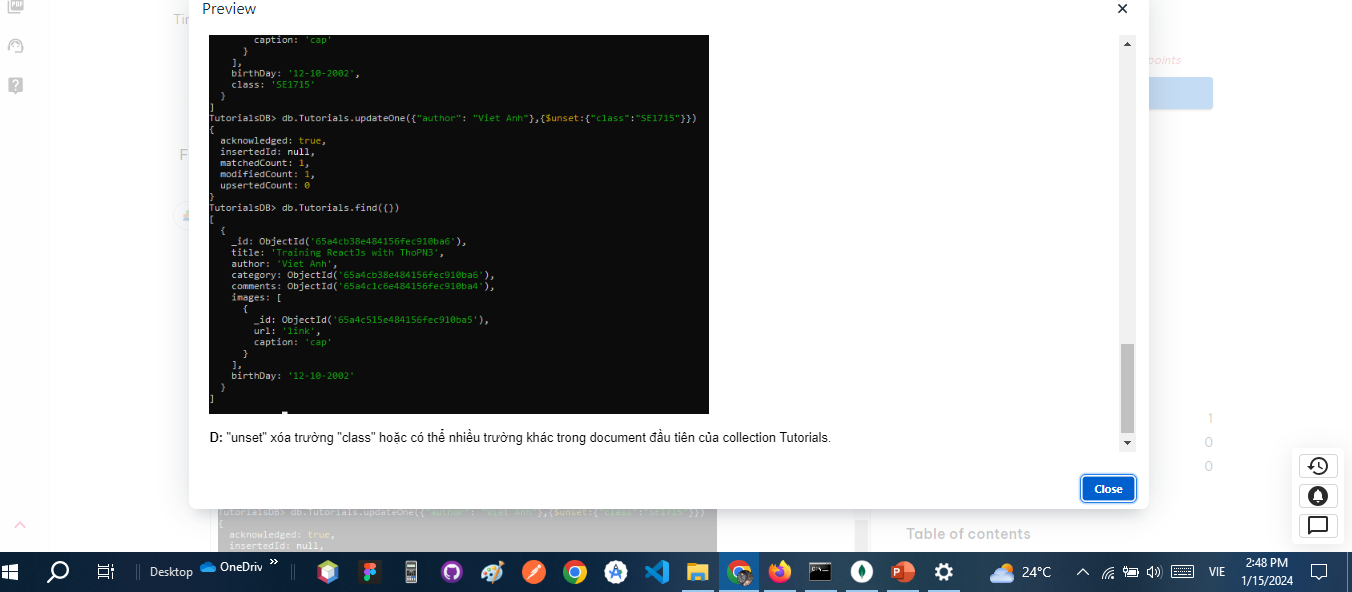 Preview
Tir
points
caption: 'cap'
}
],
birthDay: '12-10-2002',
class: 'SE1715'
}
]
TutorialsDB> db.Tutorials.updateOne({"author": "Viet Anh"},{$unset:{"class":"SE1715"}})
{
acknowledged: true,
insertedId: null,
matchedCount: 1,
modifiedCount: 1,
upsertedCount: 0
}
TutorialsDB> db.Tutorials.find({})
[
{
_id: ObjectId('65a4cb38e484156fec910ba6'),
title: 'Training ReactJs with ThoPN3',
author: 'Viet Anh',
category: ObjectId('65a4cb38e484156fec910ba6'),
comments: ObjectId('65a4c1c6e484156fec910ba4'),
images: [
{
_id: ObjectId('65a4c515e484156fec910ba5'),
url: 'link',
caption: 'cap'
}
],
birthDay: '12-10-2002'
}
]
D: "unset" xóa trường "class" hoặc có thể nhiều trường khác trong document đầu tiên của collection Tutorials.
1
0
0
Close
TutorialsDB> db.Tutorials.updateOne({"author": "Viet Anh"},{$unset:{"class":"SE1715"}})
{
acknowledged: true,
insertedId: null,
Table of contents
Desktop
OneDriv
24°C
VIE
2:48 PM
1/15/2024